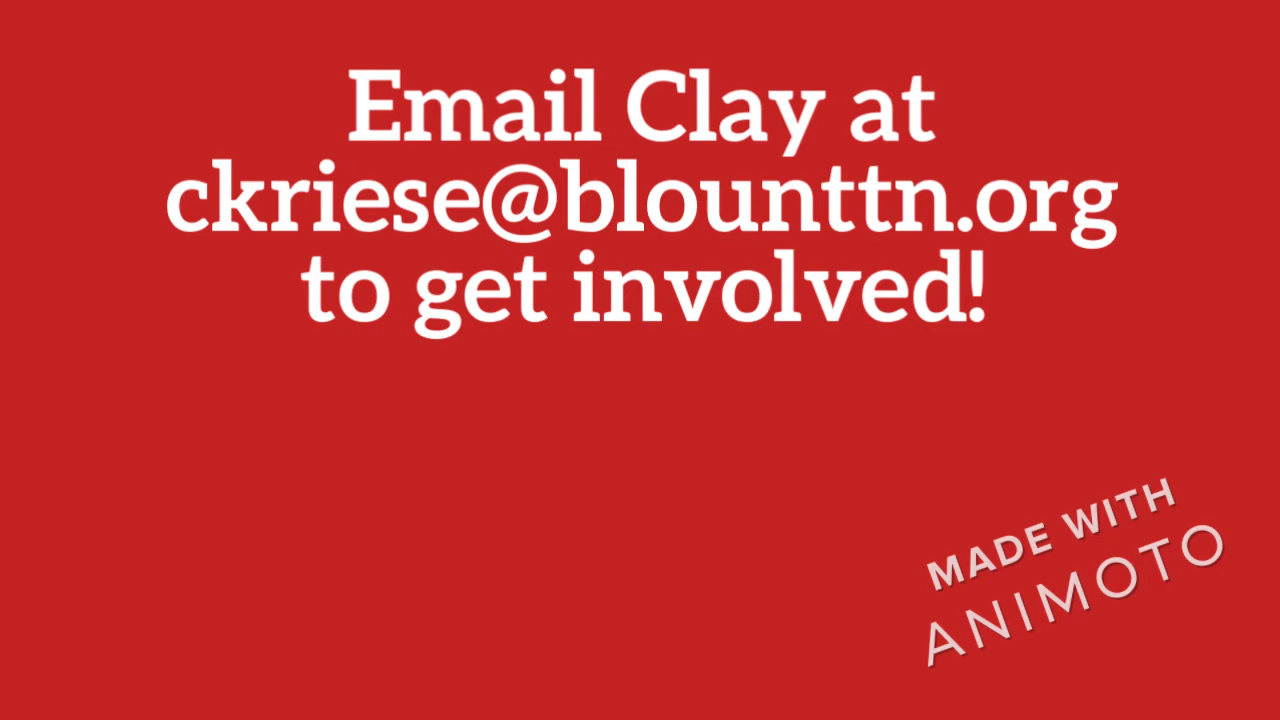 Email Clay at
ckriese@blounttn.org
to get involved!
MADE WITH
ANIMOTO